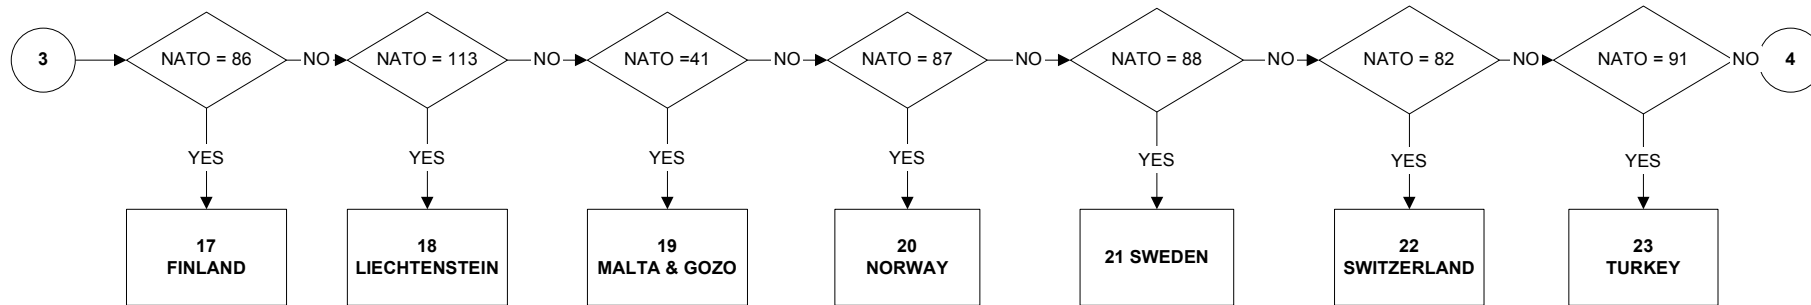 3
NATO = 86
NO
NATO = 113
NO
NATO =41
NO
NATO = 87
NO
NATO = 88
NO
NATO = 82
NO
NATO = 91
NO
4
YES
YES
YES
YES
YES
YES
YES
17
FINLAND
18
LIECHTENSTEIN
19
MALTA & GOZO
20
NORWAY
21 SWEDEN
22
SWITZERLAND
23
TURKEY